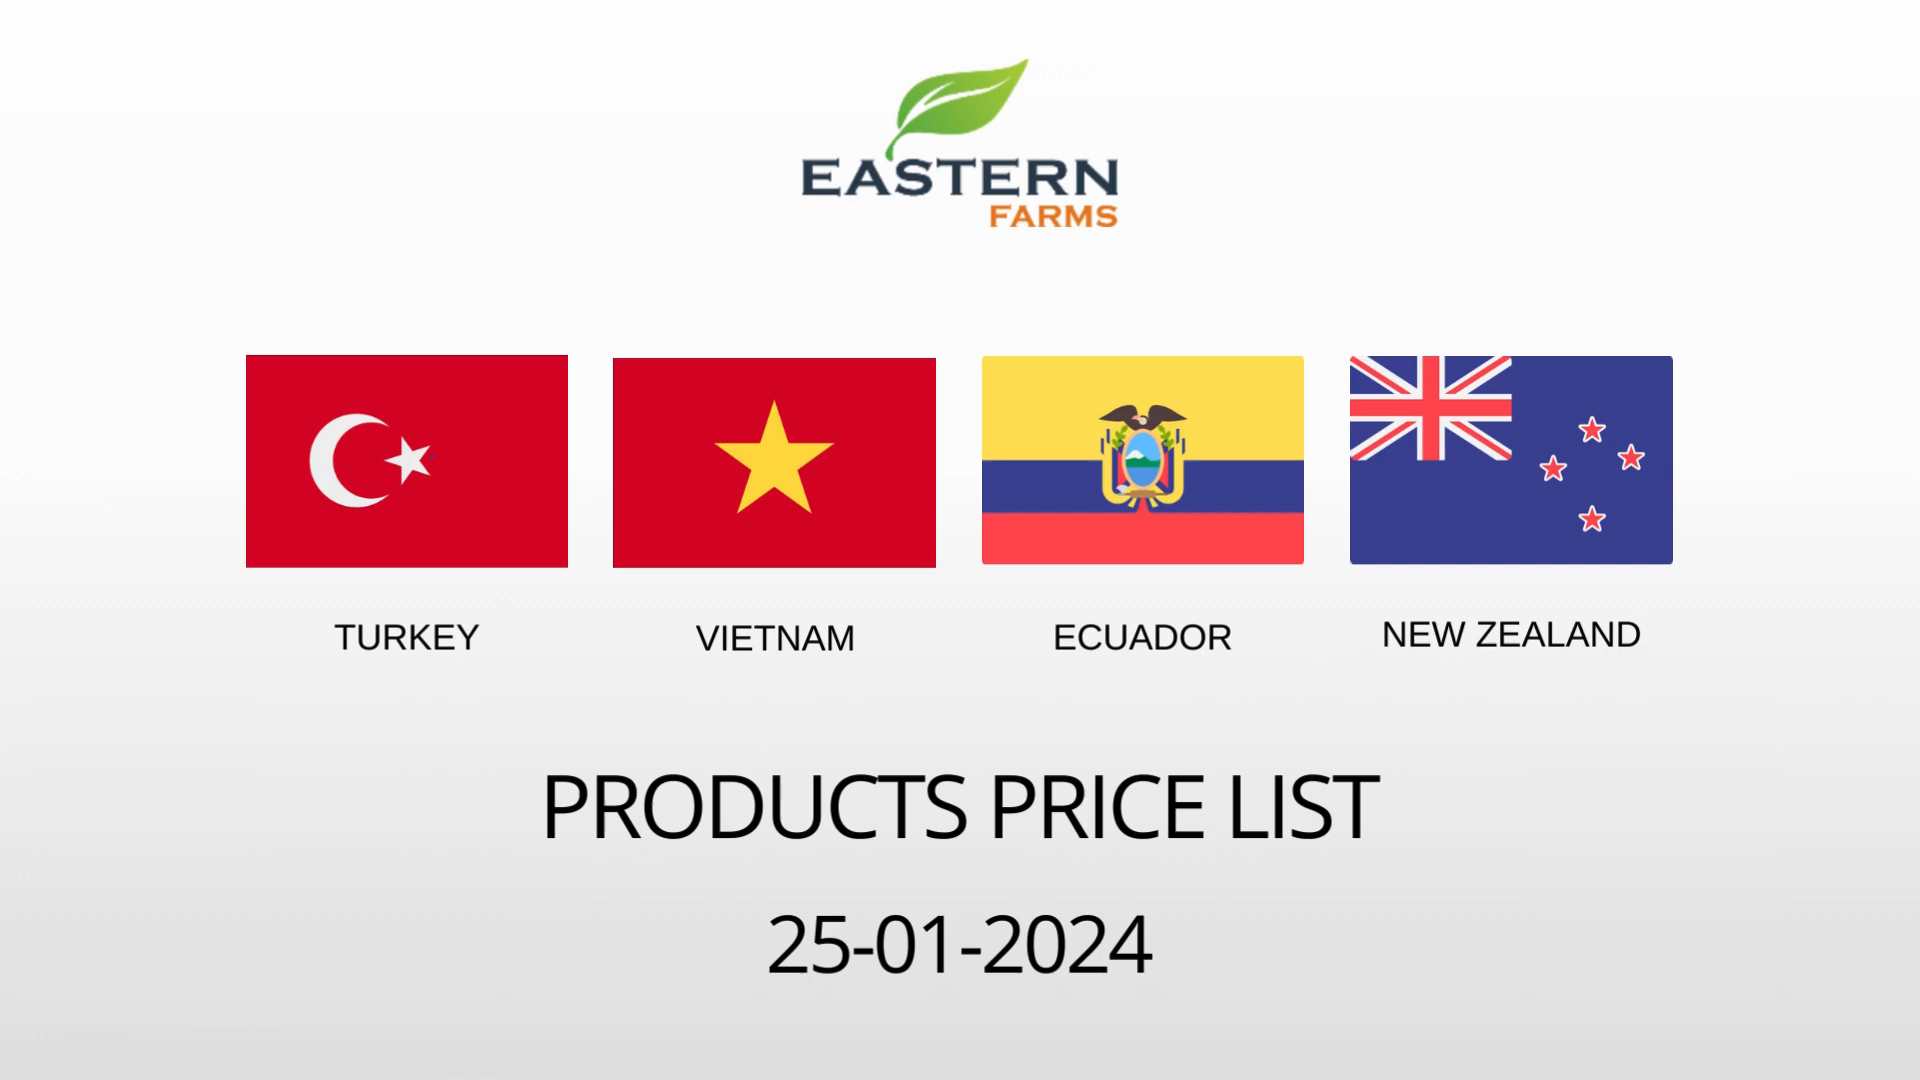 EASTERN
FARMS
TURKEY
VIETNAM
ECUADOR
NEW ZEALAND
PRODUCTS PRICE LIST
25-01-2024